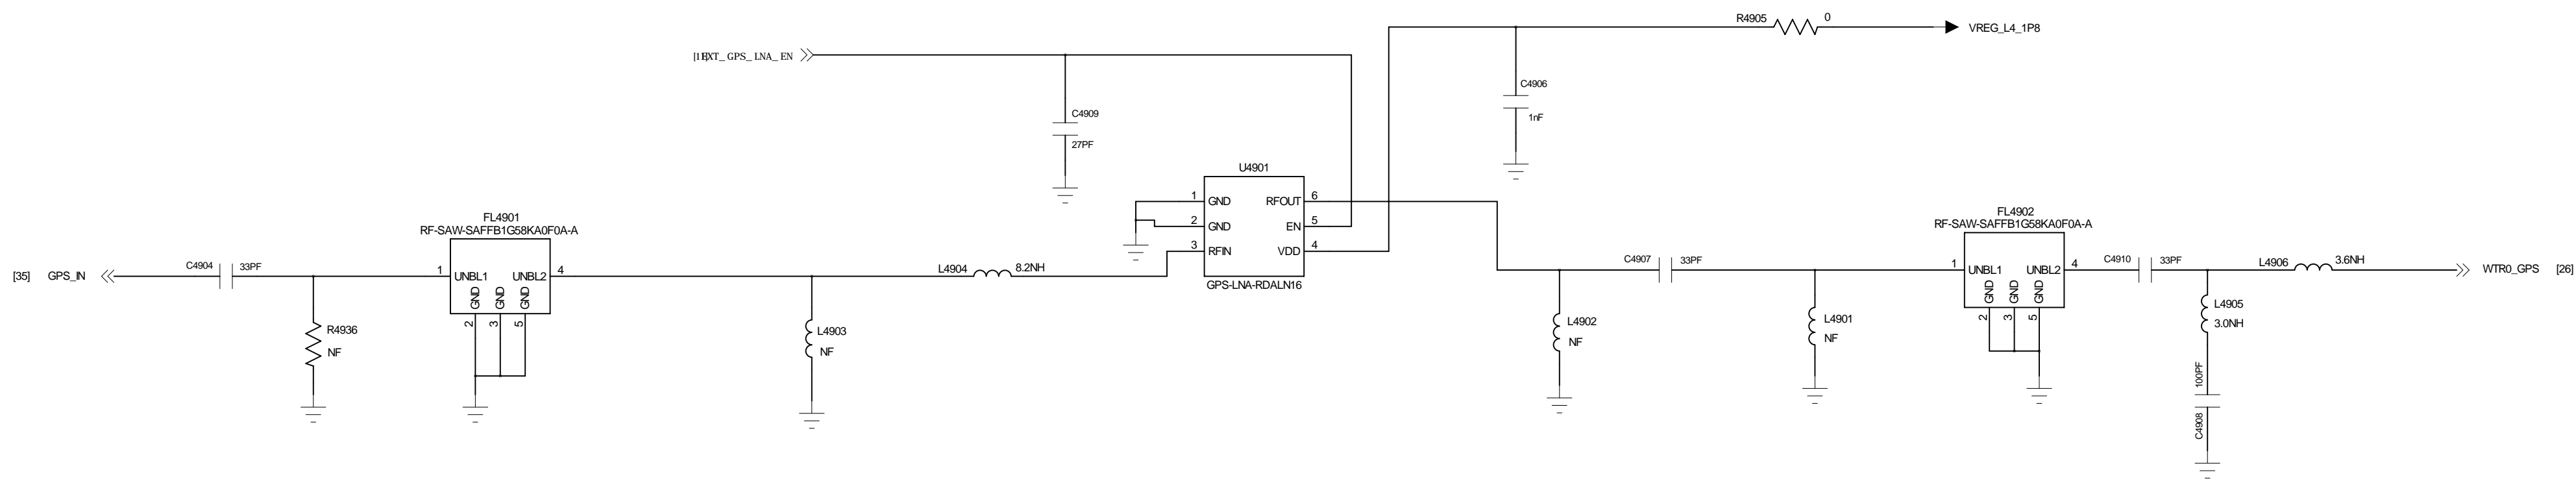 R4905
0
VREG_L4_1P8
EXT_GPS_LNA_EN
C4906
1nF
C4909
27PF
U4901
1
GND
RFOUT
6
2
GND
EN
5
3
RFIN
VDD
4
GPS-LNA-RDALN16
FL4901
RF-SAW-SAFFB1G58KA0F0A-A
1
UNBL1
UNBL2
4
GND
GND
GND
2
3
5
[35]
GPS_IN
C4904
33PF
R4936
NF
L4903
NF
L4904
8.2NH
L4902
NF
C4907
33PF
L4901
NF
FL4902
RF-SAW-SAFFB1G58KA0F0A-A
1
UNBL1
UNBL2
4
GND
GND
GND
2
3
5
C4910
33PF
L4906
3.6NH
WTR0_GPS
[26]
L4905
3.0NH
100PF
C4908